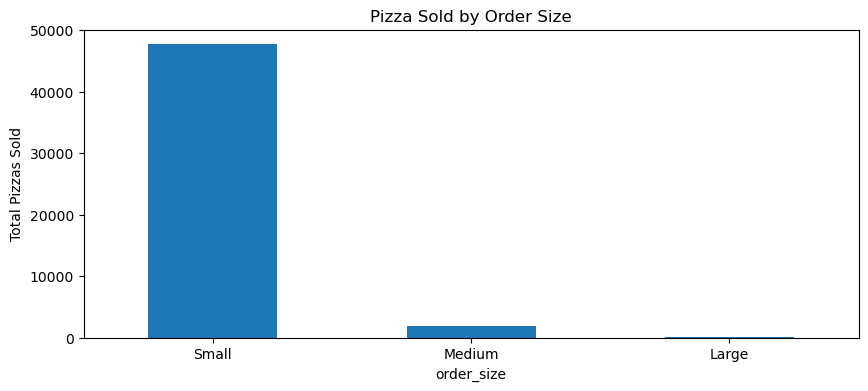 Pizza Sold by Order Size
Total Pizzas Sold
50000
40000
30000
20000
10000
0
Small Medium Large
order_size